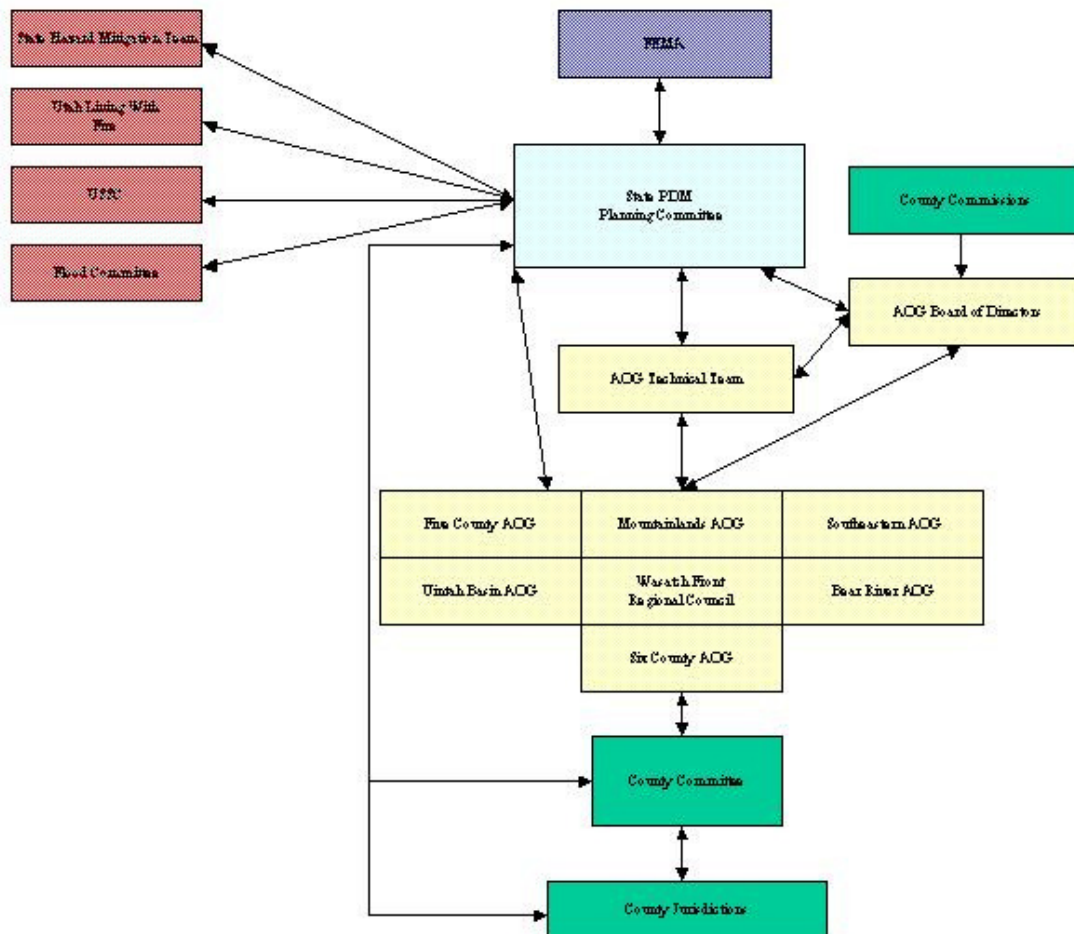 State Hazard Mitigation Team
FEMA
Utah Living With
Fire
State PDM
Planning Committee
County Commissions
Flood Committee
AOG Board of Directors
AOG Technical Team
Five County AOG
Mountainlands AOG
Southeastern AOG
Uintah Basin AOG
Wasatch Front
Regional Council
Bear River AOG
Six County AOG
County Committee
County Jurisdictions